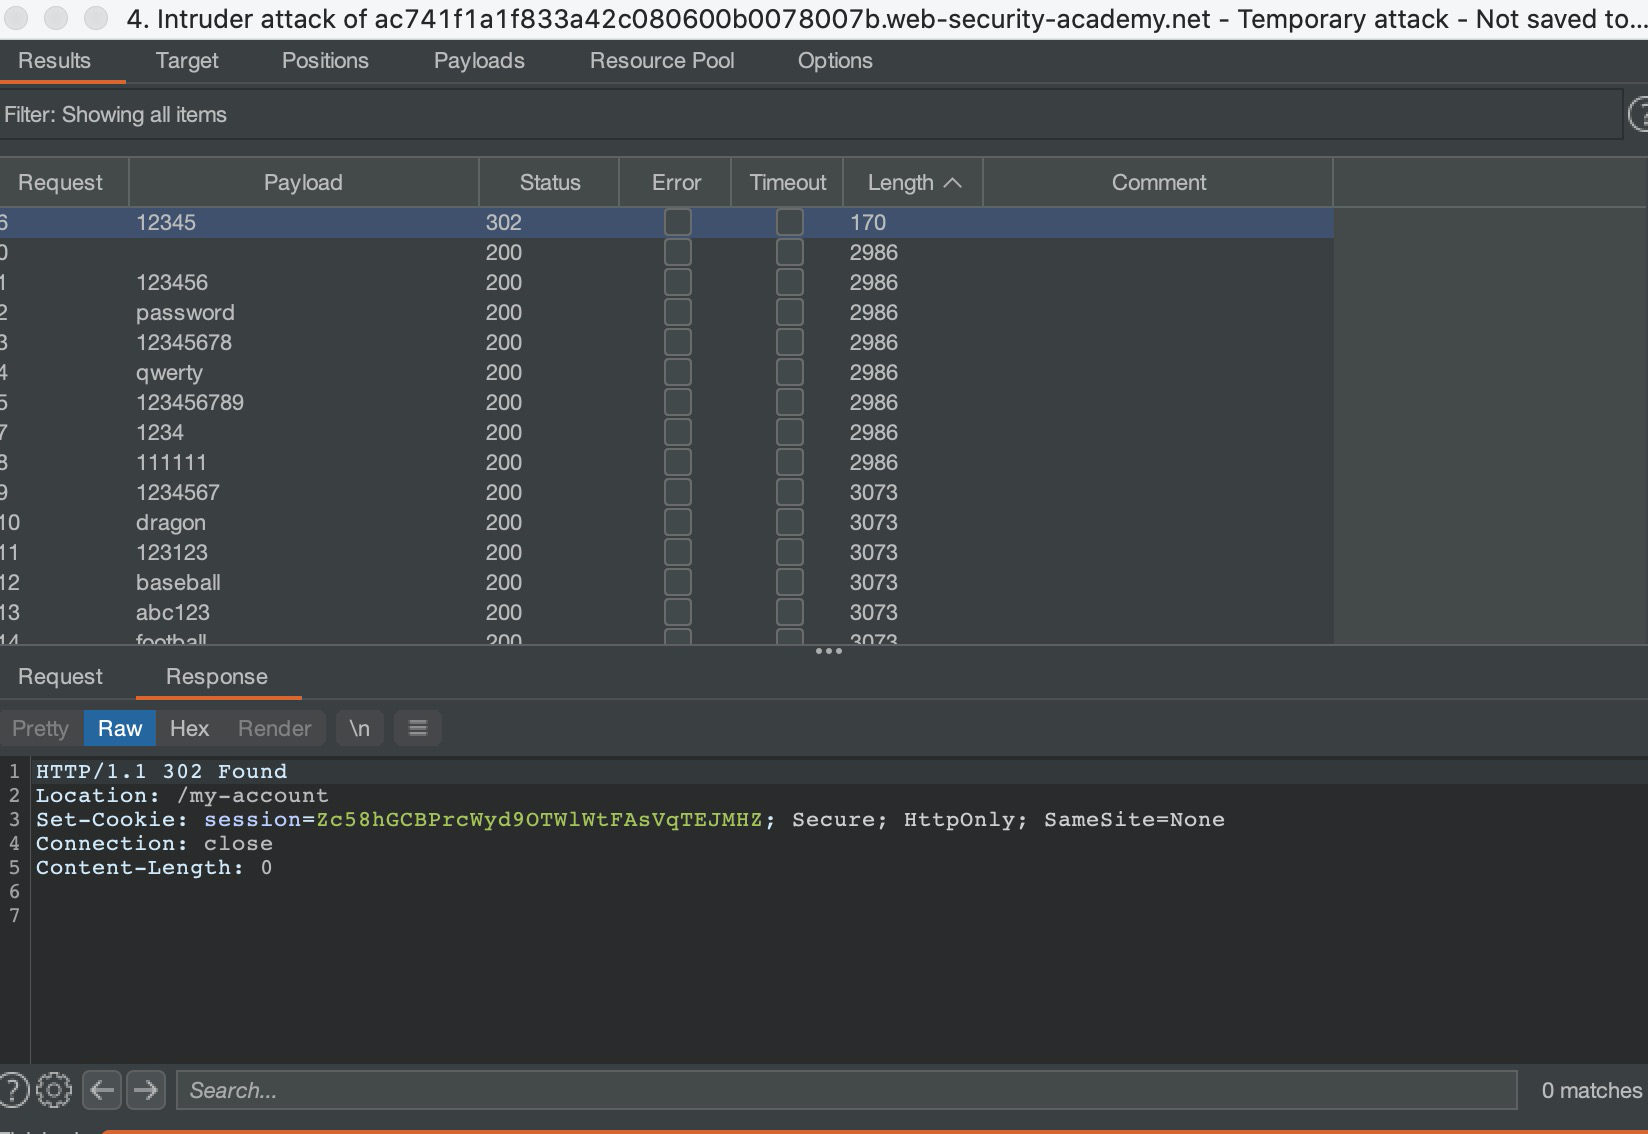 4. Intruder attack of ac741f1a1f833a42c080600b0078007b.web-security-academy.net - Temporary attack - Not saved to...
Results Target Positions Payloads Resource Pool Options
Filter: Showing all items
Request Payload Status Error Timeout Length Comment
6 12345 302 170
0 200 2986
1 123456 200 2986
2 password 200 2986
3 12345678 200 2986
4 qwerty 200 2986
5 123456789 200 2986
7 1234 200 2986
8 111111 200 2986
9 1234567 200 3073
10 dragon 200 3073
11 123123 200 3073
12 baseball 200 3073
13 abc123 200 3073
14 football 200 3073
Request Response
Pretty Raw Hex Render \n
1 HTTP/1.1 302 Found
2 Location: /my-account
3 Set-Cookie: session=Zc58hGCBPrcWyd9OTWlWtFAsVqTEJMHZ; Secure; HttpOnly; SameSite=None
4 Connection: close
5 Content-Length: 0
6
7
Search... 0 matches